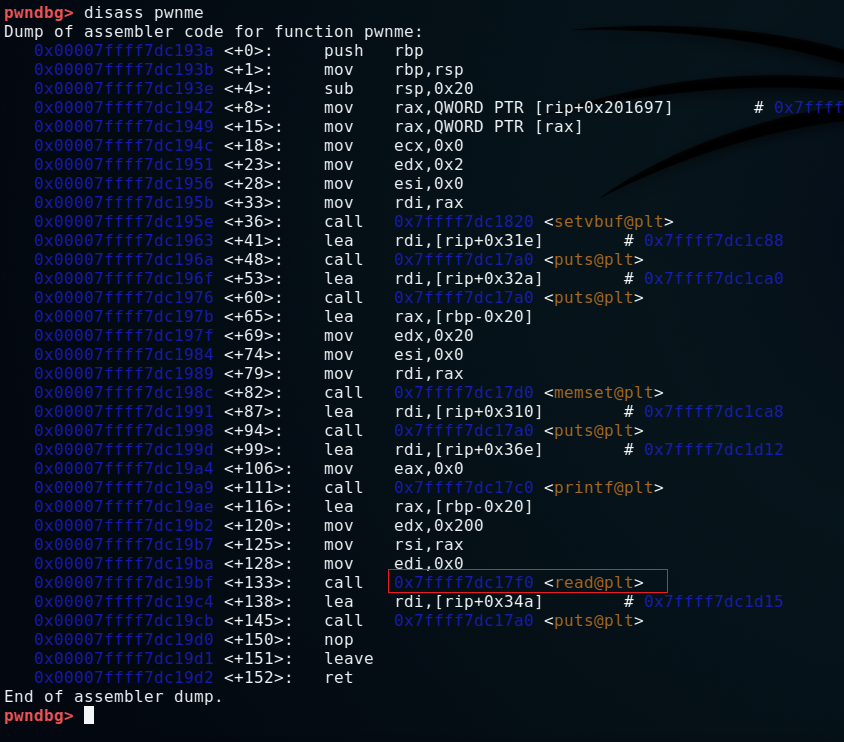 pwndbg> disass pwnme
Dump of assembler code for function pwnme:
   0x00007ffff7dc193a <+0>:     push   rbp
   0x00007ffff7dc193b <+1>:     mov    rbp,rsp
   0x00007ffff7dc193e <+4>:     sub    rsp,0x20
   0x00007ffff7dc1942 <+8>:     mov    rax,QWORD PTR [rip+0x201697]        # 0x7ffff
   0x00007ffff7dc1949 <+15>:    mov    rax,QWORD PTR [rax]
   0x00007ffff7dc194c <+18>:    mov    ecx,0x0
   0x00007ffff7dc1951 <+23>:    mov    edx,0x2
   0x00007ffff7dc1956 <+28>:    mov    esi,0x0
   0x00007ffff7dc195b <+33>:    mov    rdi,rax
   0x00007ffff7dc195e <+36>:    call   0x7ffff7dc1820 <setvbuf@plt>
   0x00007ffff7dc1963 <+41>:    lea    rdi,[rip+0x31e]        # 0x7ffff7dc1c88
   0x00007ffff7dc196a <+48>:    call   0x7ffff7dc17a0 <puts@plt>
   0x00007ffff7dc196f <+53>:    lea    rdi,[rip+0x32a]        # 0x7ffff7dc1ca0
   0x00007ffff7dc1976 <+60>:    call   0x7ffff7dc17a0 <puts@plt>
   0x00007ffff7dc197b <+65>:    lea    rax,[rbp-0x20]
   0x00007ffff7dc197f <+69>:    mov    edx,0x20
   0x00007ffff7dc1984 <+74>:    mov    esi,0x0
   0x00007ffff7dc1989 <+79>:    mov    rdi,rax
   0x00007ffff7dc198c <+82>:    call   0x7ffff7dc17d0 <memset@plt>
   0x00007ffff7dc1991 <+87>:    lea    rdi,[rip+0x310]        # 0x7ffff7dc1ca8
   0x00007ffff7dc1998 <+94>:    call   0x7ffff7dc17a0 <puts@plt>
   0x00007ffff7dc199d <+99>:    lea    rdi,[rip+0x36e]        # 0x7ffff7dc1d12
   0x00007ffff7dc19a4 <+106>:   mov    eax,0x0
   0x00007ffff7dc19a9 <+111>:   call   0x7ffff7dc17c0 <printf@plt>
   0x00007ffff7dc19ae <+116>:   lea    rax,[rbp-0x20]
   0x00007ffff7dc19b2 <+120>:   mov    edx,0x200
   0x00007ffff7dc19b7 <+125>:   mov    rsi,rax
   0x00007ffff7dc19ba <+128>:   mov    edi,0x0
   0x00007ffff7dc19bf <+133>:   call   0x7ffff7dc17f0 <read@plt>
   0x00007ffff7dc19c4 <+138>:   lea    rdi,[rip+0x34a]        # 0x7ffff7dc1d15
   0x00007ffff7dc19cb <+145>:   call   0x7ffff7dc17a0 <puts@plt>
   0x00007ffff7dc19d0 <+150>:   nop
   0x00007ffff7dc19d1 <+151>:   leave
   0x00007ffff7dc19d2 <+152>:   ret
End of assembler dump.
pwndbg>